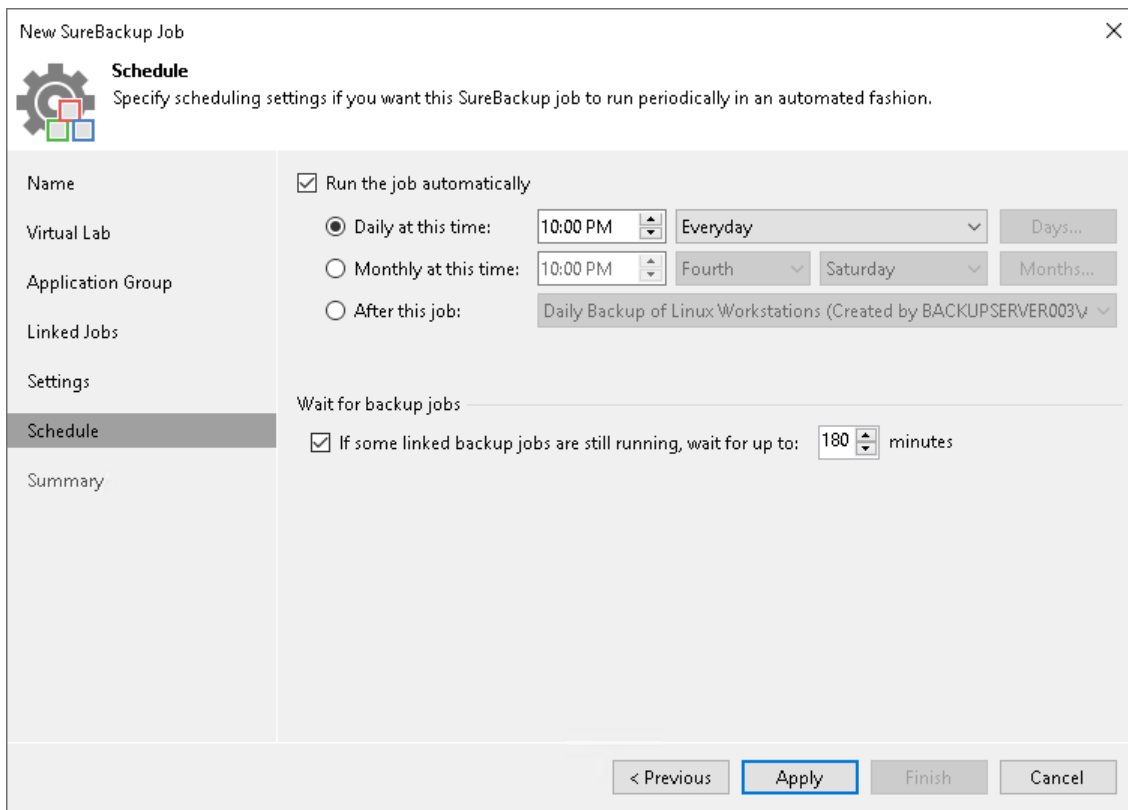 New SureBackup Job
Schedule
Specify scheduling settings if you want this SureBackup job to run periodically in an automated fashion.
Name
Virtual Lab
Application Group
Linked Jobs
Settings
Schedule
Summary
Run the job automatically
Daily at this time: 10:00 PM Everyday Days...
Monthly at this time: 10:00 PM Fourth Saturday Months...
After this job: Daily Backup of Linux Workstations (Created by BACKUPSERVER003\
Wait for backup jobs
If some linked backup jobs are still running, wait for up to: 180 minutes
< Previous Apply Finish Cancel